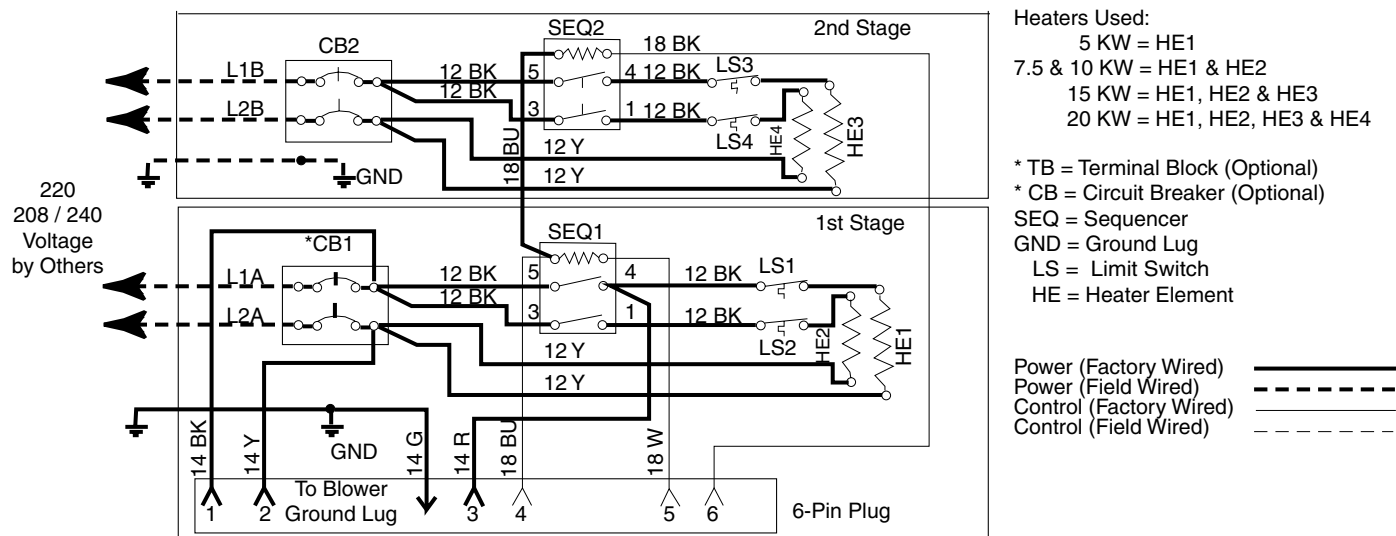 2nd Stage
SEQ2
CB2
18 BK
L1B
12 BK
5
4
12 BK
LS3
12 BK
L2B
3
1
12 BK
LS4
HE4
HE3
18 BU
12 Y
12 Y
GND
220
208 / 240
Voltage
by Others
1st Stage
*CB1
SEQ1
L1A
12 BK
5
4
12 BK
LS1
12 BK
L2A
3
1
12 BK
LS2
HE2
HE1
12 Y
12 Y
GND
14 BK
14 Y
14 G
14 R
18 BU
18 W
To Blower
Ground Lug
1
2
3
4
5
6
6-Pin Plug
Heaters Used:
5 KW = HE1
7.5 & 10 KW = HE1 & HE2
15 KW = HE1, HE2 & HE3
20 KW = HE1, HE2, HE3 & HE4
* TB = Terminal Block (Optional)
* CB = Circuit Breaker (Optional)
SEQ = Sequencer
GND = Ground Lug
LS = Limit Switch
HE = Heater Element
Power (Factory Wired)
Power (Field Wired)
Control (Factory Wired)
Control (Field Wired)